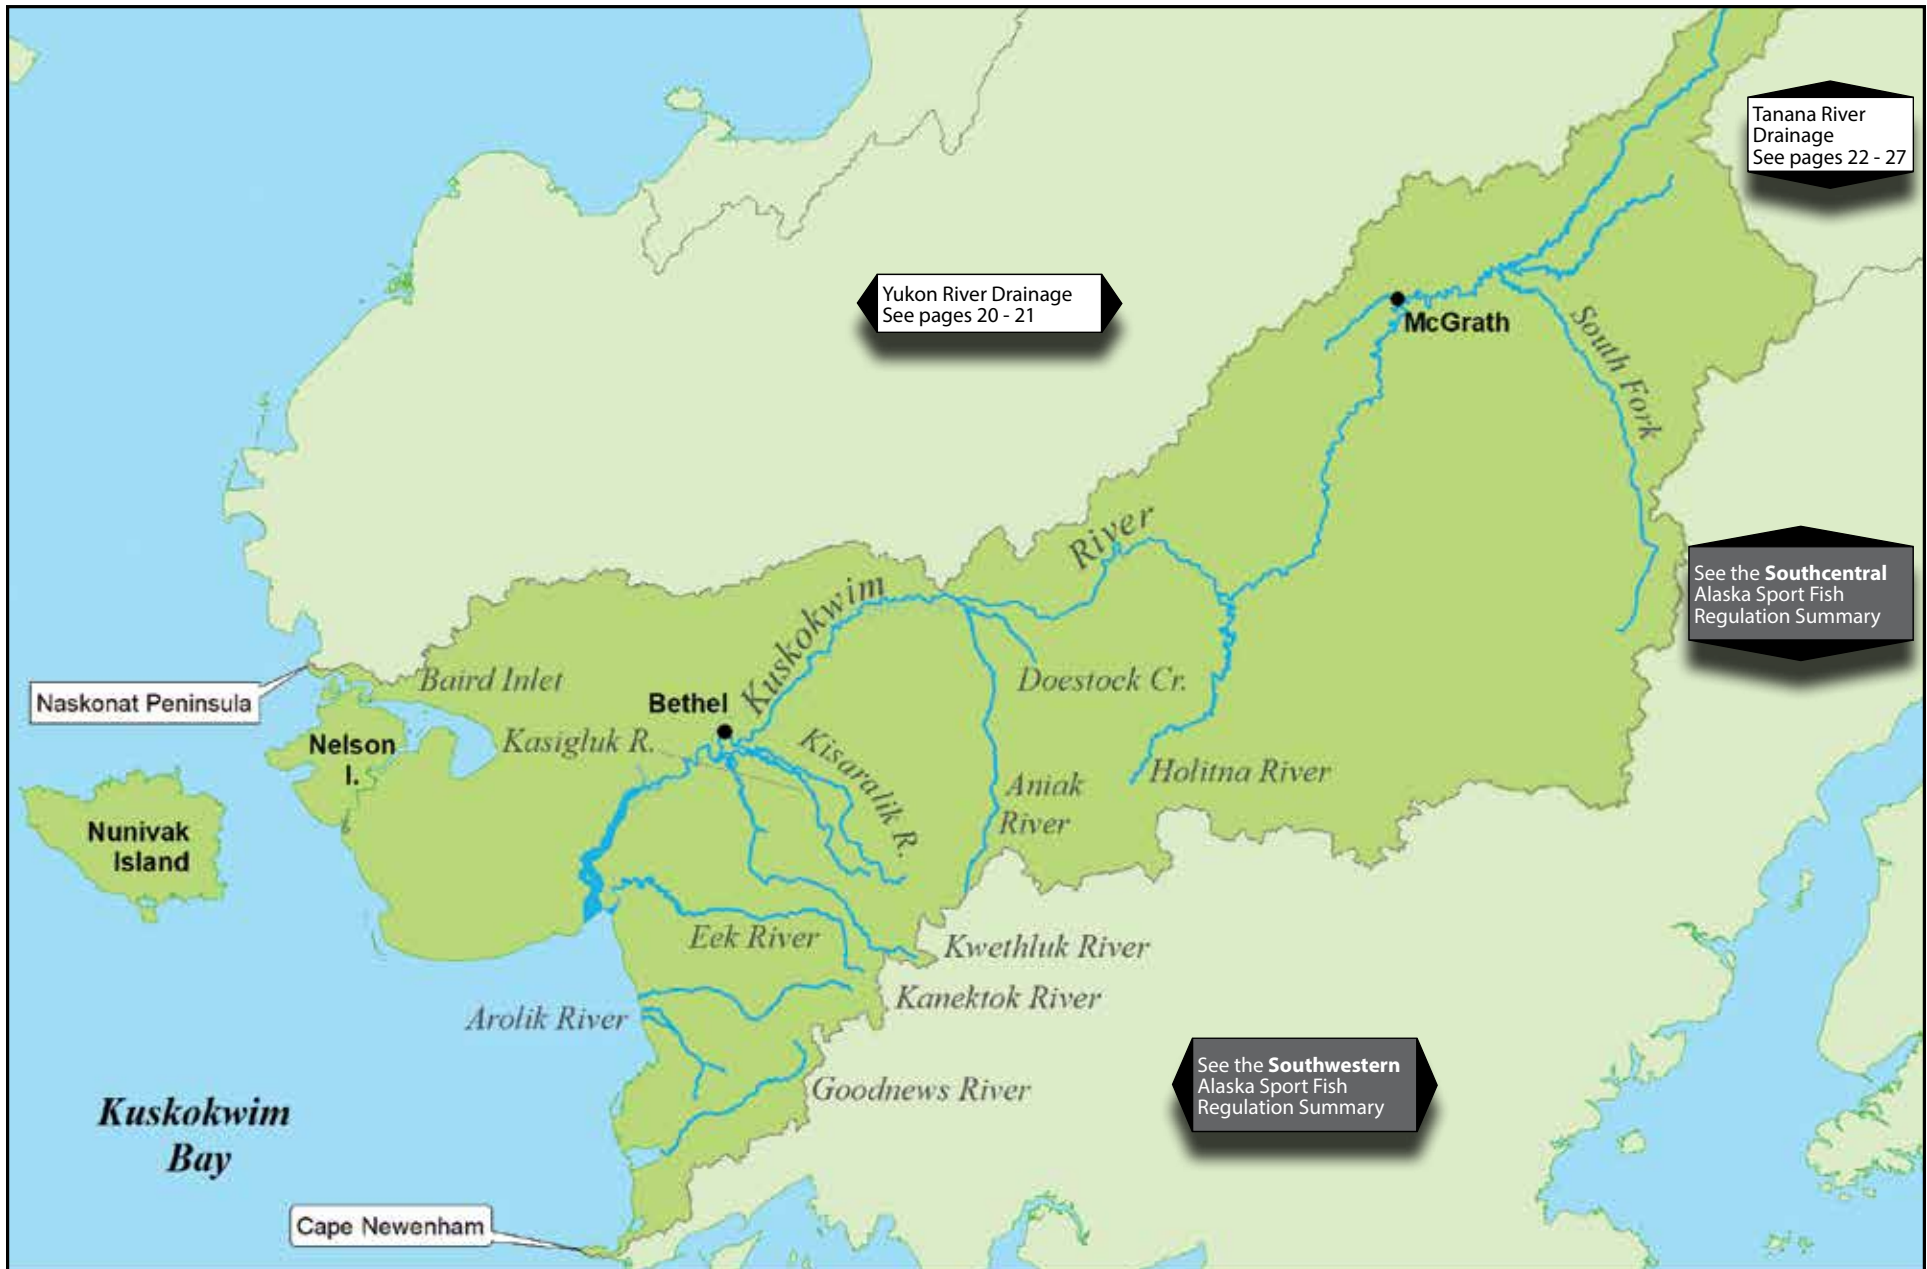 Tanana River
Drainage
See pages 22 - 27
Yukon River Drainage
See pages 20 - 21
McGrath
South Fork
River
See the Southcentral
Alaska Sport Fish
Regulation Summary
Kuskokwim
Baird Inlet
Naskonat Peninsula
Doestock Cr.
Bethel
Kasigluk R.
Kisaralik R.
Nelson
I.
Holitna River
Aniak
River
Nunivak
Island
Eek River
Kwethluk River
Kanektok River
Arolik River
See the Southwestern
Alaska Sport Fish
Regulation Summary
Goodnews River
Kuskokwim
Bay
Cape Newenham